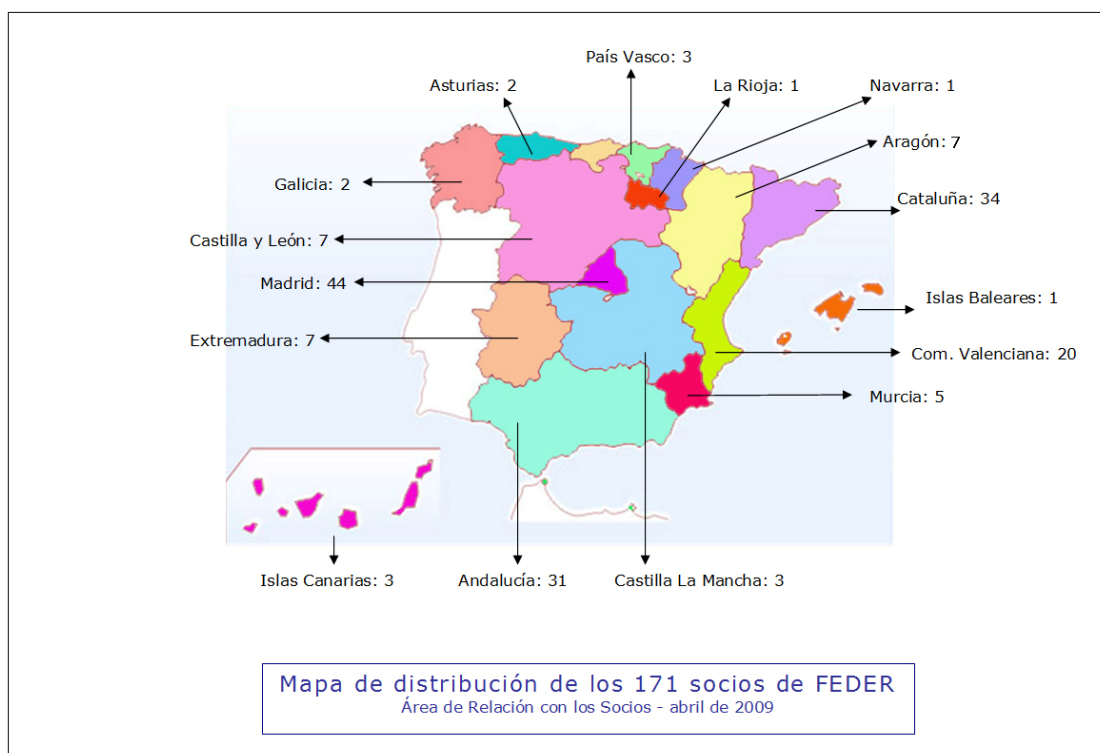 País Vasco: 3
Asturias: 2
La Rioja: 1
Navarra: 1
Aragón: 7
Galicia: 2
Cataluña: 34
Castilla y León: 7
Madrid: 44
Islas Baleares: 1
Extremadura: 7
Com. Valenciana: 20
Murcia: 5
Islas Canarias: 3
Andalucía: 31
Castilla La Mancha: 3
Mapa de distribución de los 171 socios de FEDER
Área de Relación con los Socios - abril de 2009